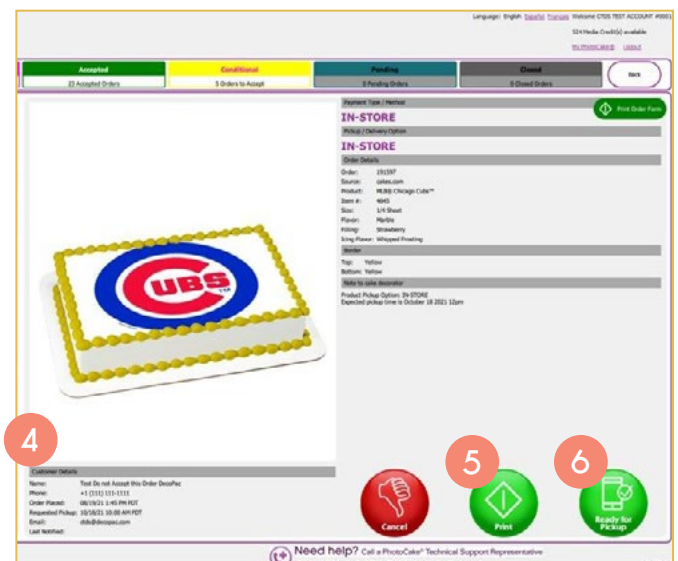 Language: English Español Français Welcome CTDS TEST ACCOUNT #0001
524 Media Credit(s) available
My PhotoCake® Logout
Accepted
23 Accepted Orders
Conditional
5 Orders to Accept
Pending
0 Pending Orders
Closed
0 Closed Orders
Back
Payment Type / Method
Print Order Form
IN-STORE
Pickup / Delivery Option
IN-STORE
Order Details
Order: 191597
Source: cakes.com
Product: MLB® Chicago Cubs™
Item #: 4645
Size: 1/4 Sheet
Flavor: Marble
Filling: Strawberry
Icing Flavor: Whipped Frosting
Border
Top: Yellow
Bottom: Yellow
Note to cake decorator
Product Pickup Option: IN-STORE
Expected pickup time is October 18 2021 12pm
CUBS
TM
4
Customer Details
Name: Test Do not Accept this Order DecoPac
Phone: +1 (111) 111-1111
Order Placed: 08/19/21 1:45 PM PDT
Requested Pickup: 10/18/21 10:00 AM PDT
Email:
Last Notified:
Cancel
5
Print
6
Ready for
Pickup
Need help? Call a PhotoCake® Technical Support Representative